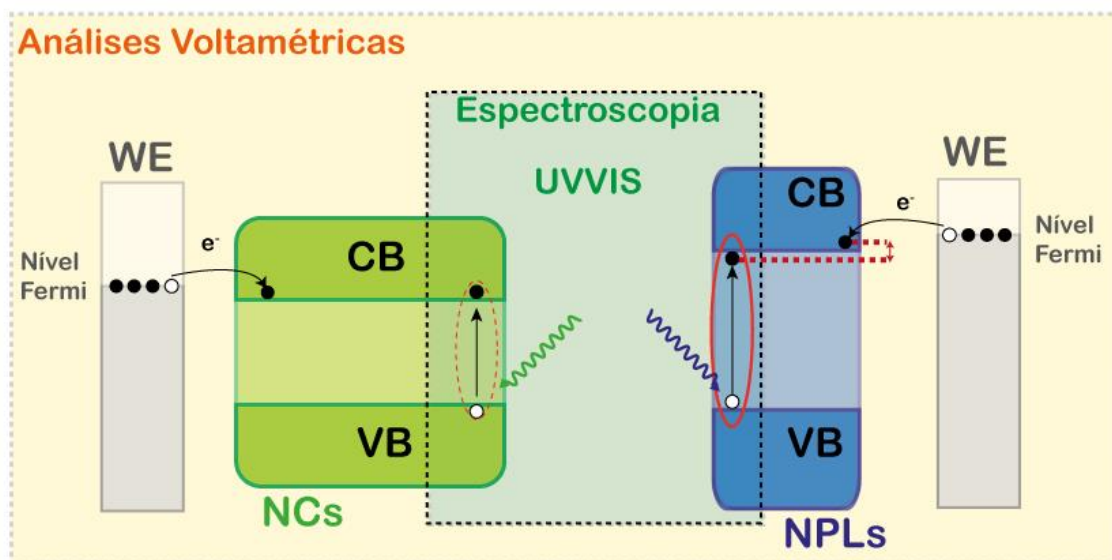 Análises Voltamétricas
Espectroscopia
UVVIS
WE
WE
CB
CB
e-
e-
Nível
Fermi
Nível
Fermi
VB
VB
NCs
NPLs